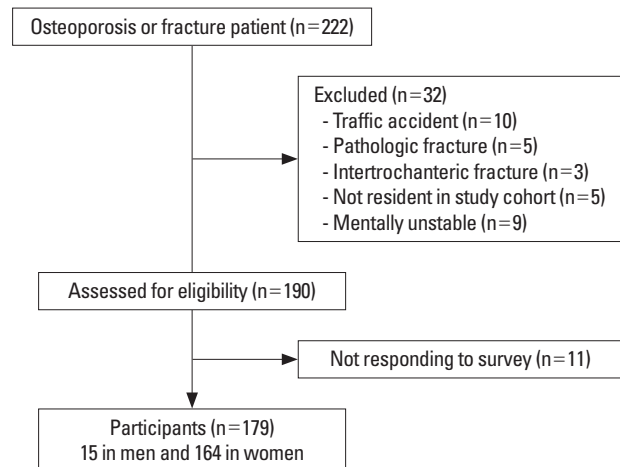 Osteoporosis or fracture patient (n=222)
Excluded (n=32)
- Traffic accident (n=10)
- Pathologic fracture (n=5)
- Intertrochanteric fracture (n=3)
- Not resident in study cohort (n=5)
- Mentally unstable (n=9)
Assessed for eligibility (n=190)
Not responding to survey (n=11)
Participants (n=179)
15 in men and 164 in women